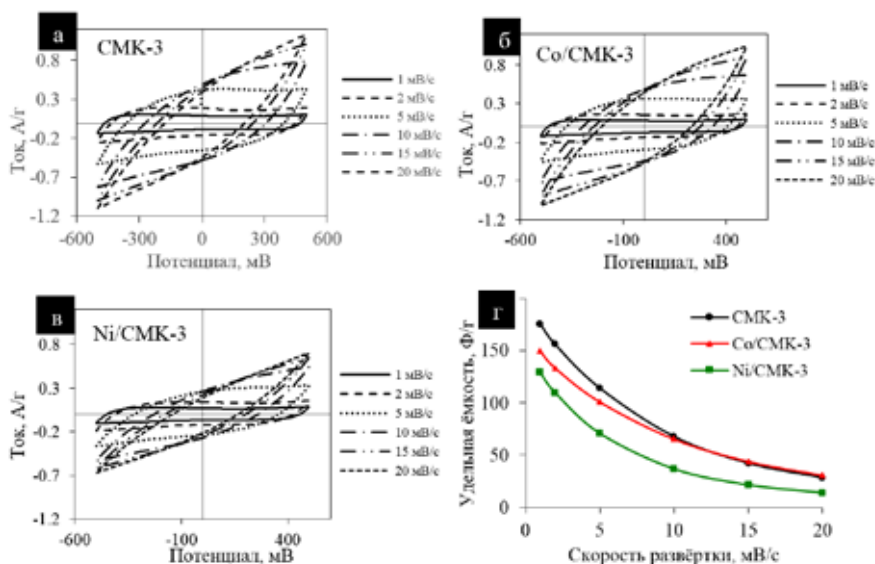 а
CMK-3
Ток, А/г
0.8
0.3
-0.2
-0.7
-1.2
-600
-300
0
300
600
Потенциал, мВ
1 мВ/с
2 мВ/с
5 мВ/с
10 мВ/с
15 мВ/с
20 мВ/с
б
Co/CMK-3
Ток, А/г
0.8
0.3
-0.2
-0.7
-1.2
-600
-100
400
Потенциал, мВ
1 мВ/с
2 мВ/с
5 мВ/с
10 мВ/с
15 мВ/с
20 мВ/с
в
Ni/CMK-3
Ток, А/г
0.8
0.3
-0.2
-0.7
-1.2
-600
-100
400
Потенциал, мВ
1 мВ/с
2 мВ/с
5 мВ/с
10 мВ/с
15 мВ/с
20 мВ/с
г
Удельная ёмкость, Ф/г
150
100
50
0
0
5
10
15
20
Скорость развёртки, мВ/с
CMK-3
Co/CMK-3
Ni/CMK-3